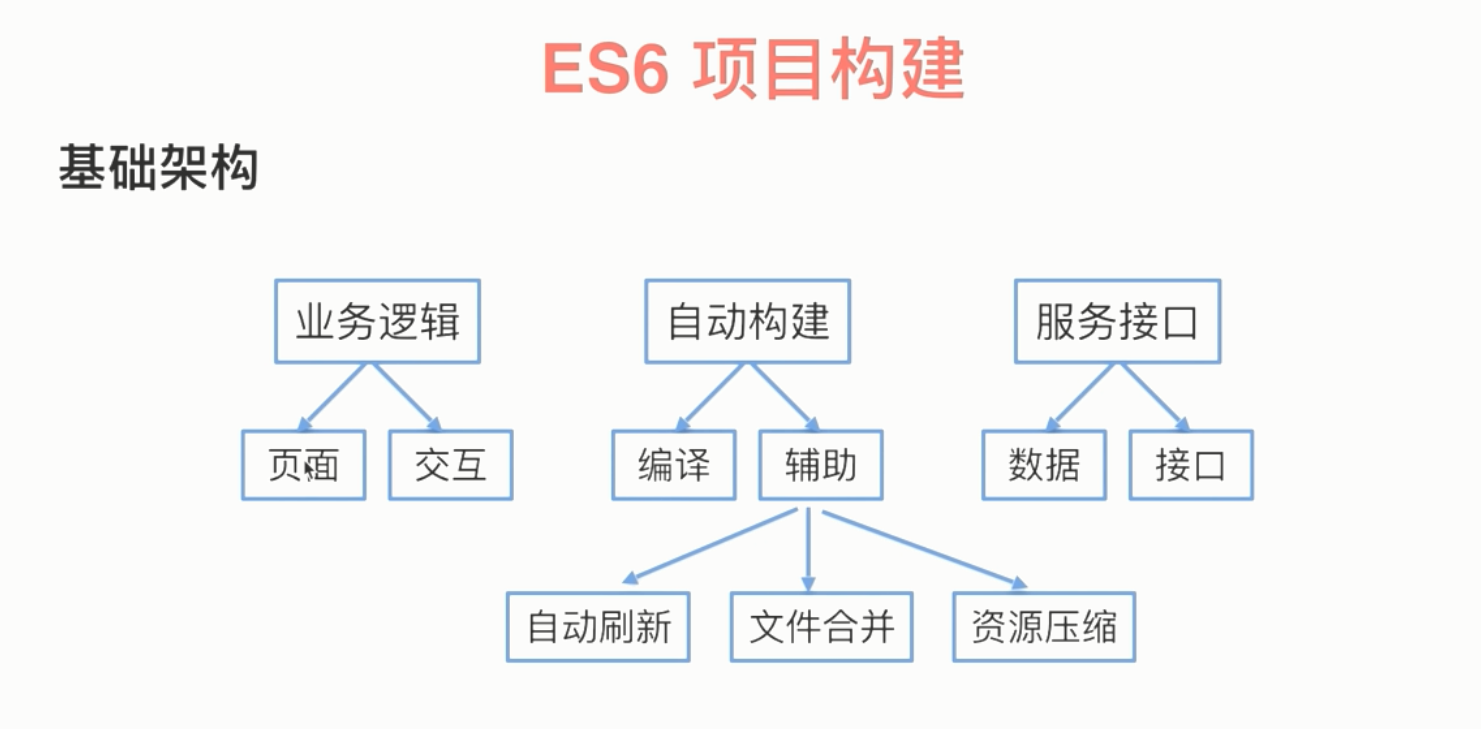 ES6 项目构建
基础架构
业务逻辑
自动构建
服务接口
页面
交互
编译
辅助
数据
接口
自动刷新
文件合并
资源压缩